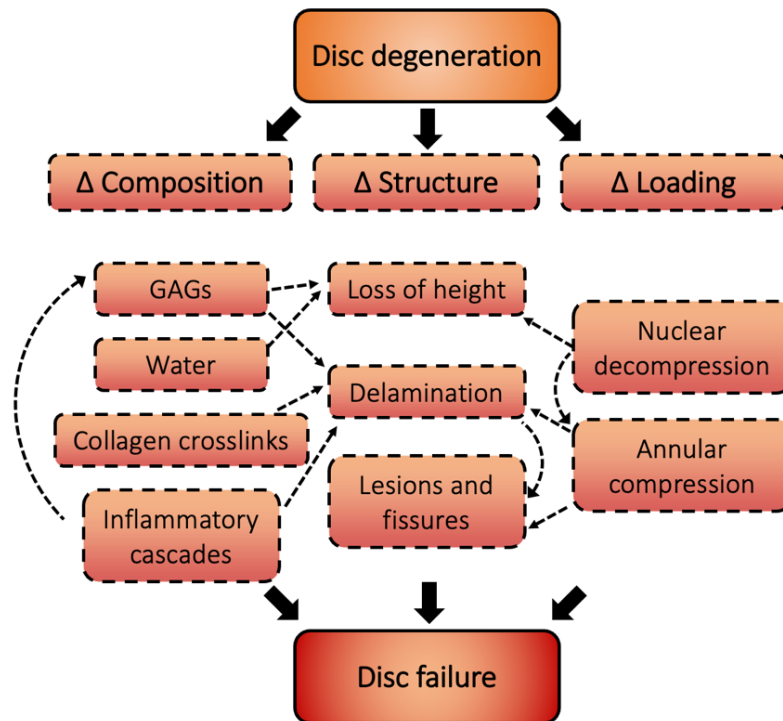 Disc degeneration
Δ Composition
Δ Structure
Δ Loading
GAGs
Water
Collagen crosslinks
Inflammatory
cascades
Loss of height
Delamination
Lesions and
fissures
Nuclear
decompression
Annular
compression
Disc failure